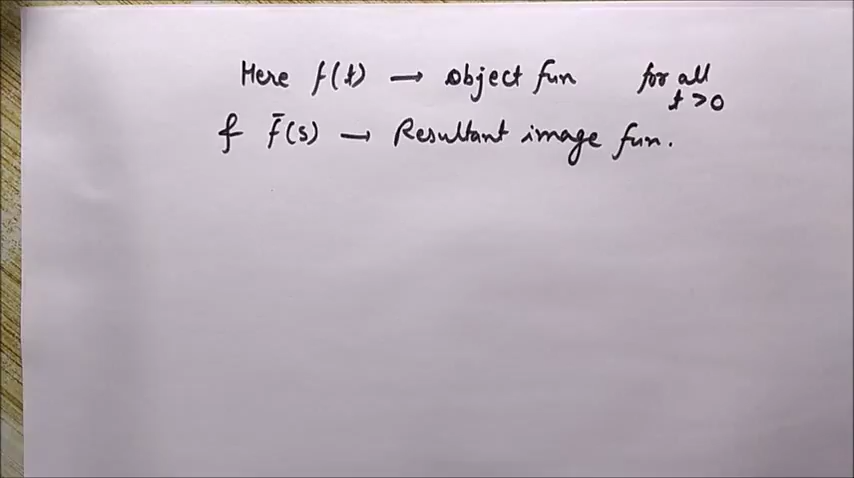 Here f(t) → object fun for all t > 0
& f̄(s) → Resultant image fun.